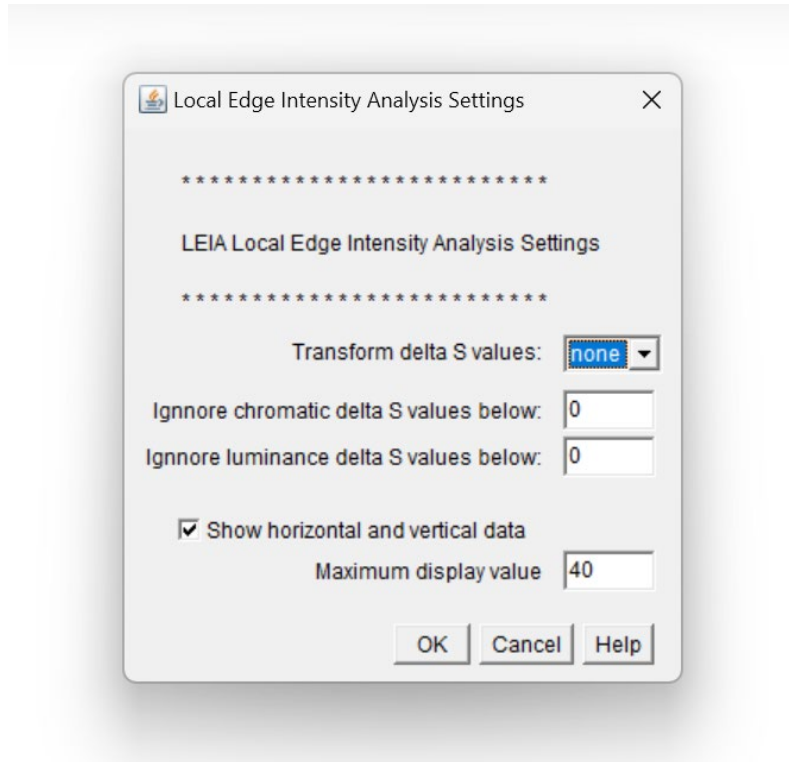 Local Edge Intensity Analysis Settings
* * * * * * * * * * * * * * * * * * * * * * * * * *
LEIA Local Edge Intensity Analysis Settings
* * * * * * * * * * * * * * * * * * * * * * * * * *
Transform delta S values: none
Ignnore chromatic delta S values below: 0
Ignnore luminance delta S values below: 0
Show horizontal and vertical data
Maximum display value 40
OK Cancel Help